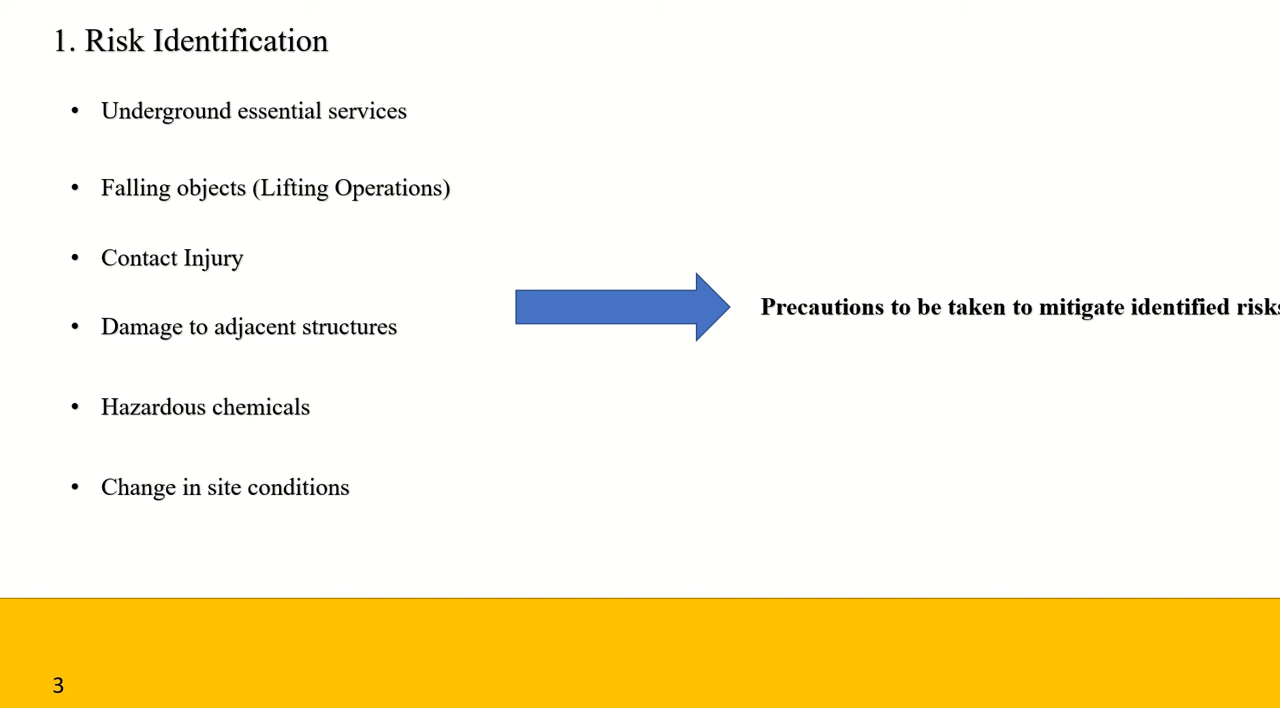 1. Risk Identification
• Underground essential services
• Falling objects (Lifting Operations)
• Contact Injury
• Damage to adjacent structures
Precautions to be taken to mitigate identified risks
• Hazardous chemicals
• Change in site conditions
3